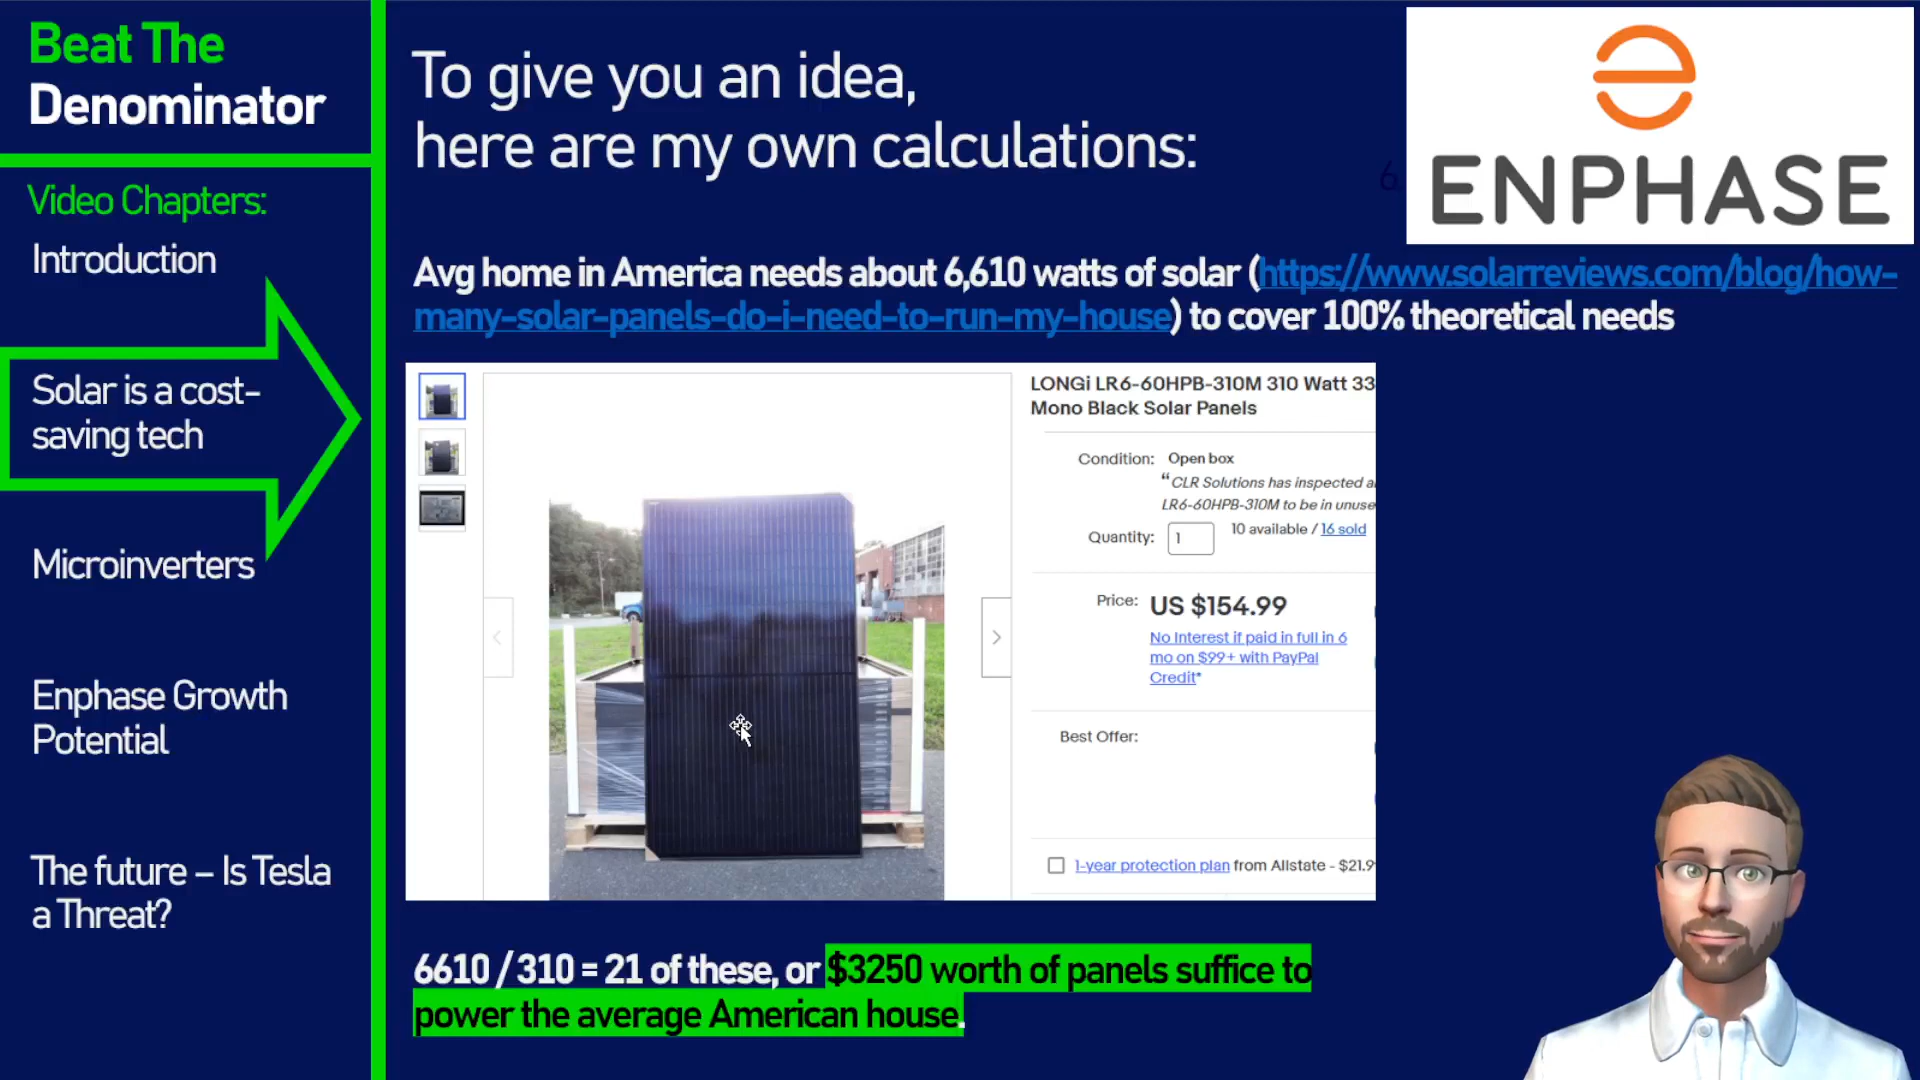 Beat The
Denominator
Video Chapters:
Introduction
Solar is a cost-
saving tech
Microinverters
Enphase Growth
Potential
The future – Is Tesla
a Threat?
To give you an idea,
here are my own calculations:
6
ENPHASE
Avg home in America needs about 6,610 watts of solar (https://www.solarreviews.com/blog/how-
many-solar-panels-do-i-need-to-run-my-house) to cover 100% theoretical needs
LONGi LR6-60HPB-310M 310 Watt 33
Mono Black Solar Panels
Condition: Open box
“CLR Solutions has inspected a
LR6-60HPB-310M to be in unuse
Quantity: 1 10 available / 16 sold
Price: US $154.99
No Interest if paid in full in 6
mo on $99+ with PayPal
Credit*
Best Offer:
1-year protection plan from Allstate - $21.9
6610 / 310 = 21 of these, or $3250 worth of panels suffice to
power the average American house.